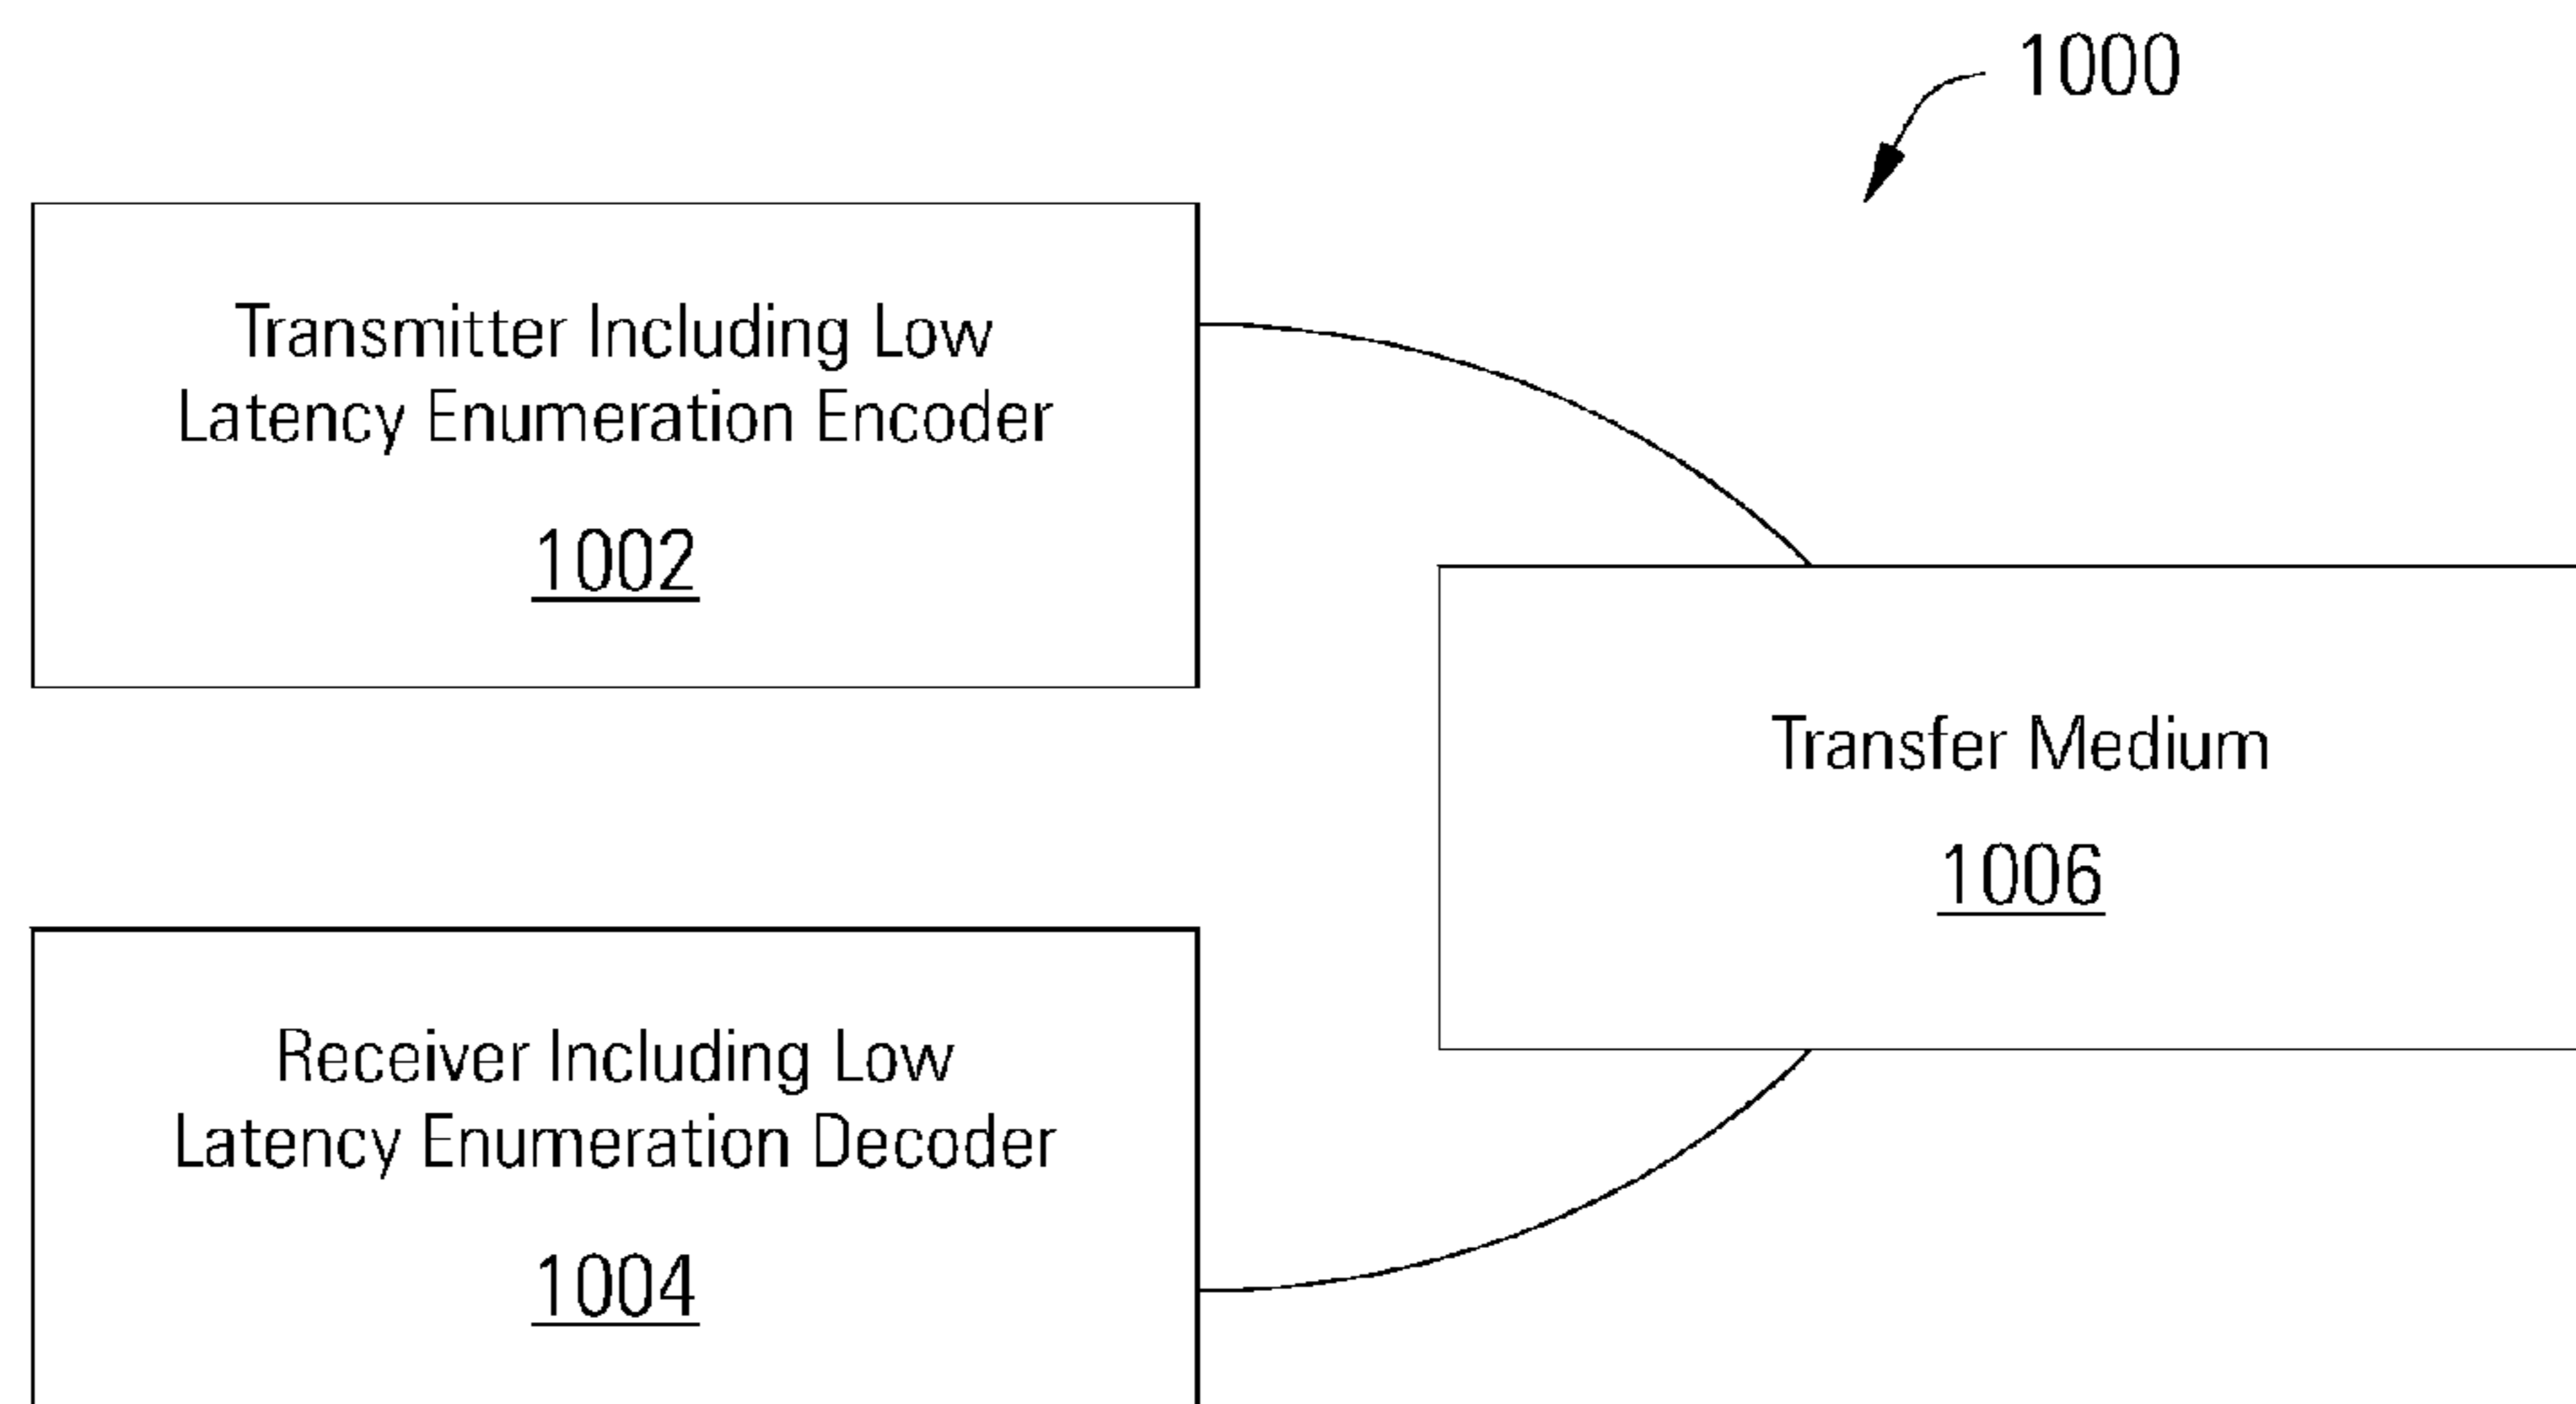 1000
Transmitter Including Low
Latency Enumeration Encoder
1002
Transfer Medium
1006
Receiver Including Low
Latency Enumeration Decoder
1004